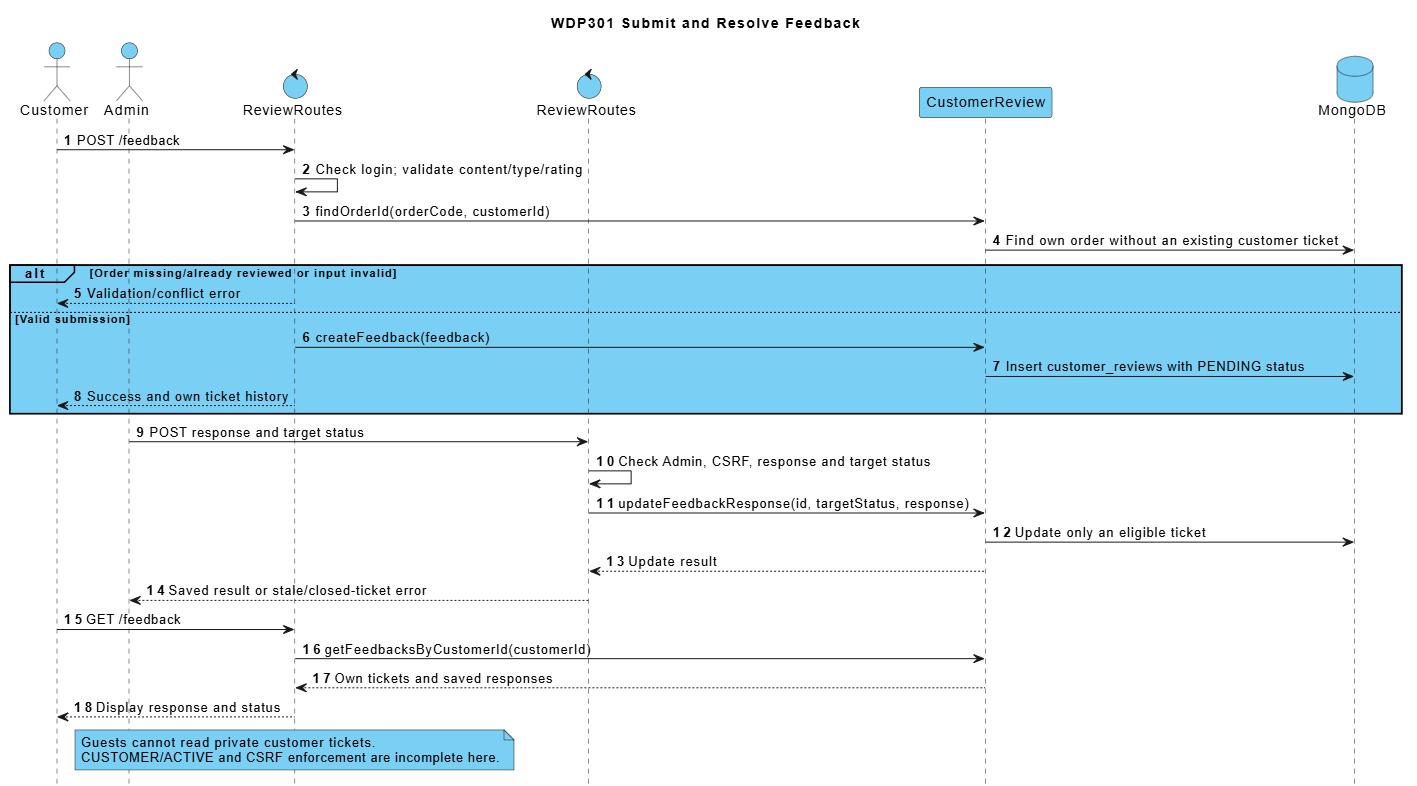 WDP301 Submit and Resolve Feedback
Customer
Admin
ReviewRoutes
ReviewRoutes
CustomerReview
MongoDB
1 POST /feedback
2 Check login; validate content/type/rating
3 findOrderId(orderCode, customerId)
4 Find own order without an existing customer ticket
alt [Order missing/already reviewed or input invalid]
5 Validation/conflict error
[Valid submission]
6 createFeedback(feedback)
7 Insert customer_reviews with PENDING status
8 Success and own ticket history
9 POST response and target status
10 Check Admin, CSRF, response and target status
11 updateFeedbackResponse(id, targetStatus, response)
12 Update only an eligible ticket
13 Update result
14 Saved result or stale/closed-ticket error
15 GET /feedback
16 getFeedbacksByCustomerId(customerId)
17 Own tickets and saved responses
18 Display response and status
Guests cannot read private customer tickets.
CUSTOMER/ACTIVE and CSRF enforcement are incomplete here.